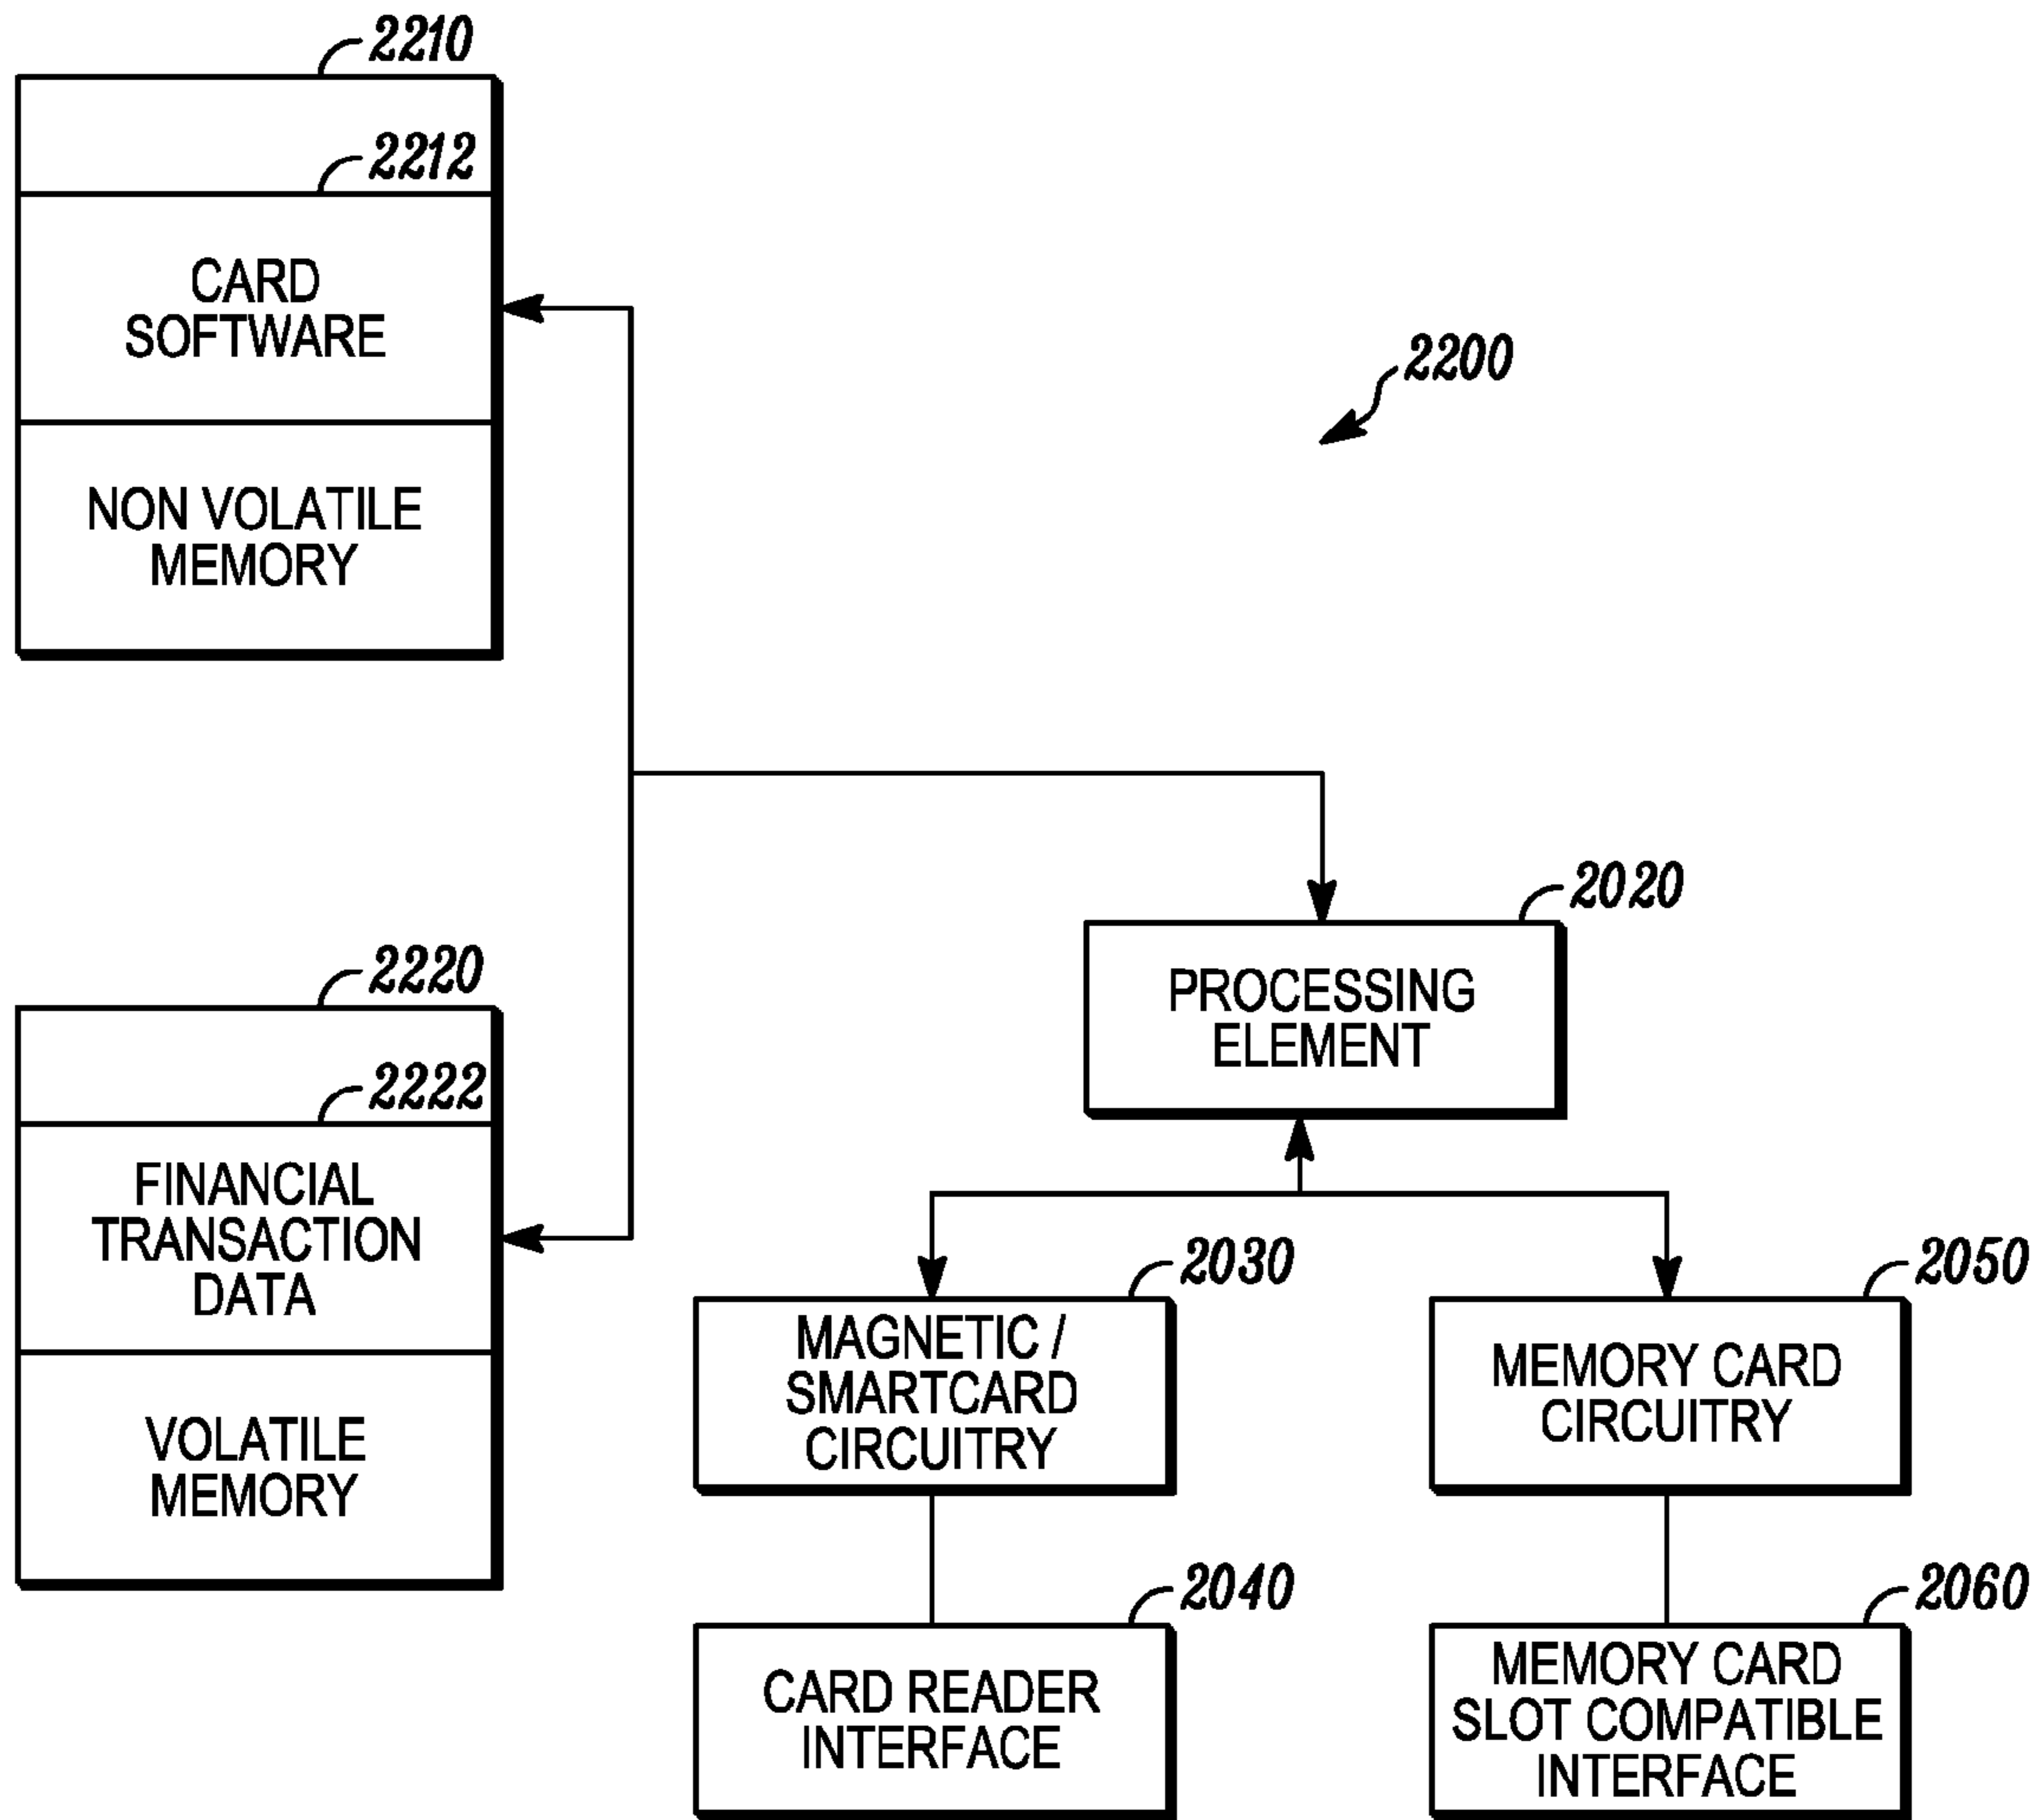 2210
2212
CARD
SOFTWARE
NON VOLATILE
MEMORY
2200
2220
2222
FINANCIAL
TRANSACTION
DATA
VOLATILE
MEMORY
2020
PROCESSING
ELEMENT
2030
MAGNETIC /
SMARTCARD
CIRCUITRY
2050
MEMORY CARD
CIRCUITRY
2040
CARD READER
INTERFACE
2060
MEMORY CARD
SLOT COMPATIBLE
INTERFACE